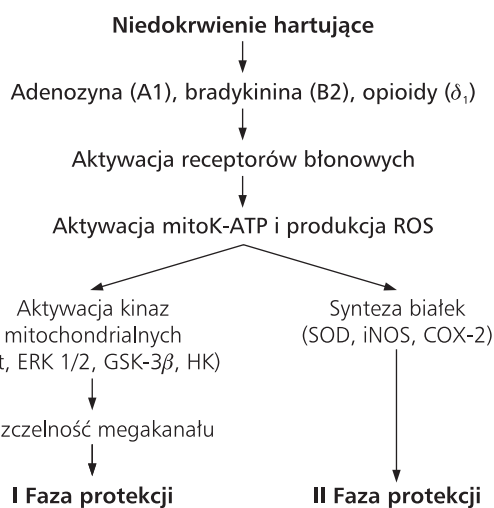 Niedokrwienie hartujące
Adenozyna (A1), bradykinina (B2), opioidy (δ₁)
Aktywacja receptorów błonowych
Aktywacja mitoK-ATP i produkcja ROS
Aktywacja kinaz
mitochondrialnych
t, ERK 1/2, GSK-3β, HK)
zczelność megakanału
I Faza protekcji
Synteza białek
(SOD, iNOS, COX-2)
II Faza protekcji